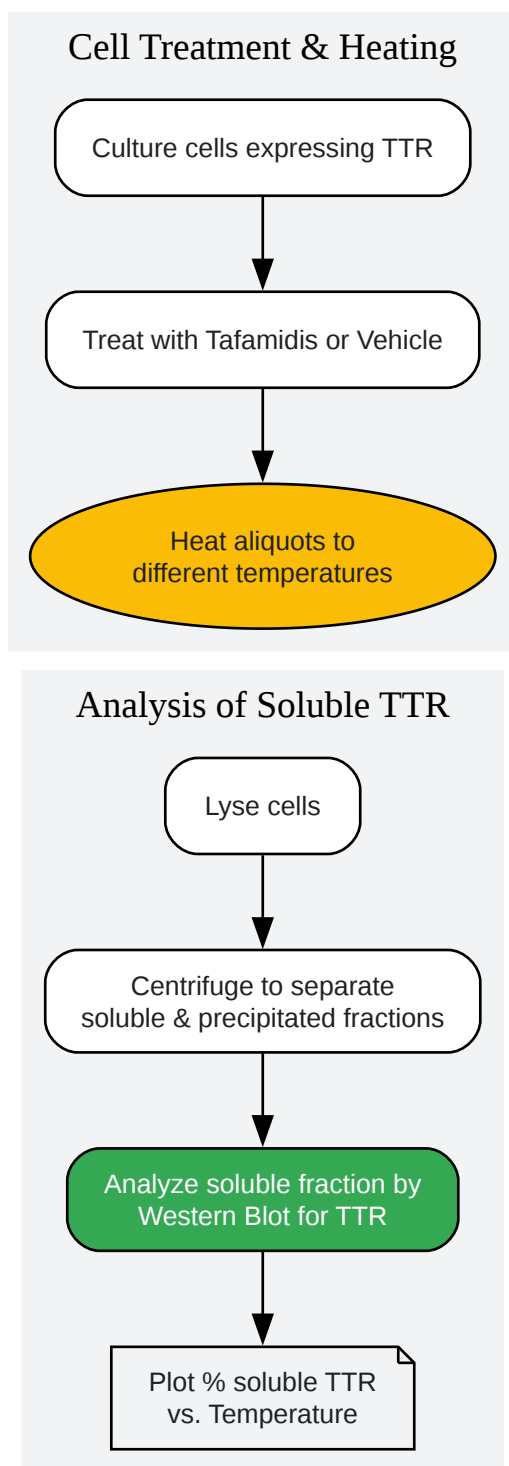 Cell Treatment & Heating
Culture cells expressing TTR
Treat with Tafamidis or Vehicle
Heat aliquots to
different temperatures
Analysis of Soluble TTR
Lyse cells
Centrifuge to separate
soluble & precipitated fractions
Analyze soluble fraction by
Western Blot for TTR
Plot % soluble TTR
vs. Temperature